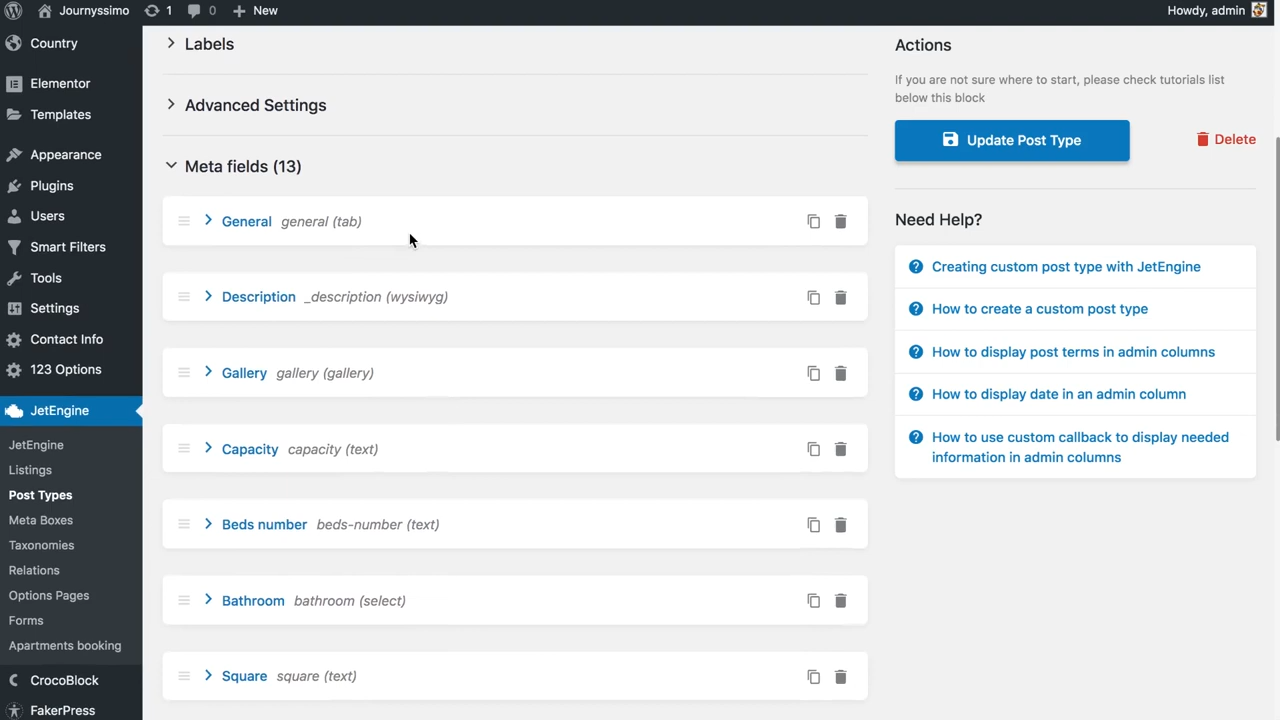 Journyssimo
1
0
New
Howdy, admin
Country
Elementor
Templates
Appearance
Plugins
Users
Smart Filters
Tools
Settings
Contact Info
123 Options
JetEngine
JetEngine
Listings
Post Types
Meta Boxes
Taxonomies
Relations
Options Pages
Forms
Apartments booking
CrocoBlock
FakerPress
Labels
Advanced Settings
Meta fields (13)
General general (tab)
Description _description (wysiwyg)
Gallery gallery (gallery)
Capacity capacity (text)
Beds number beds-number (text)
Bathroom bathroom (select)
Square square (text)
Actions
If you are not sure where to start, please check tutorials list
below this block
Update Post Type
Delete
Need Help?
Creating custom post type with JetEngine
How to create a custom post type
How to display post terms in admin columns
How to display date in an admin column
How to use custom callback to display needed
information in admin columns